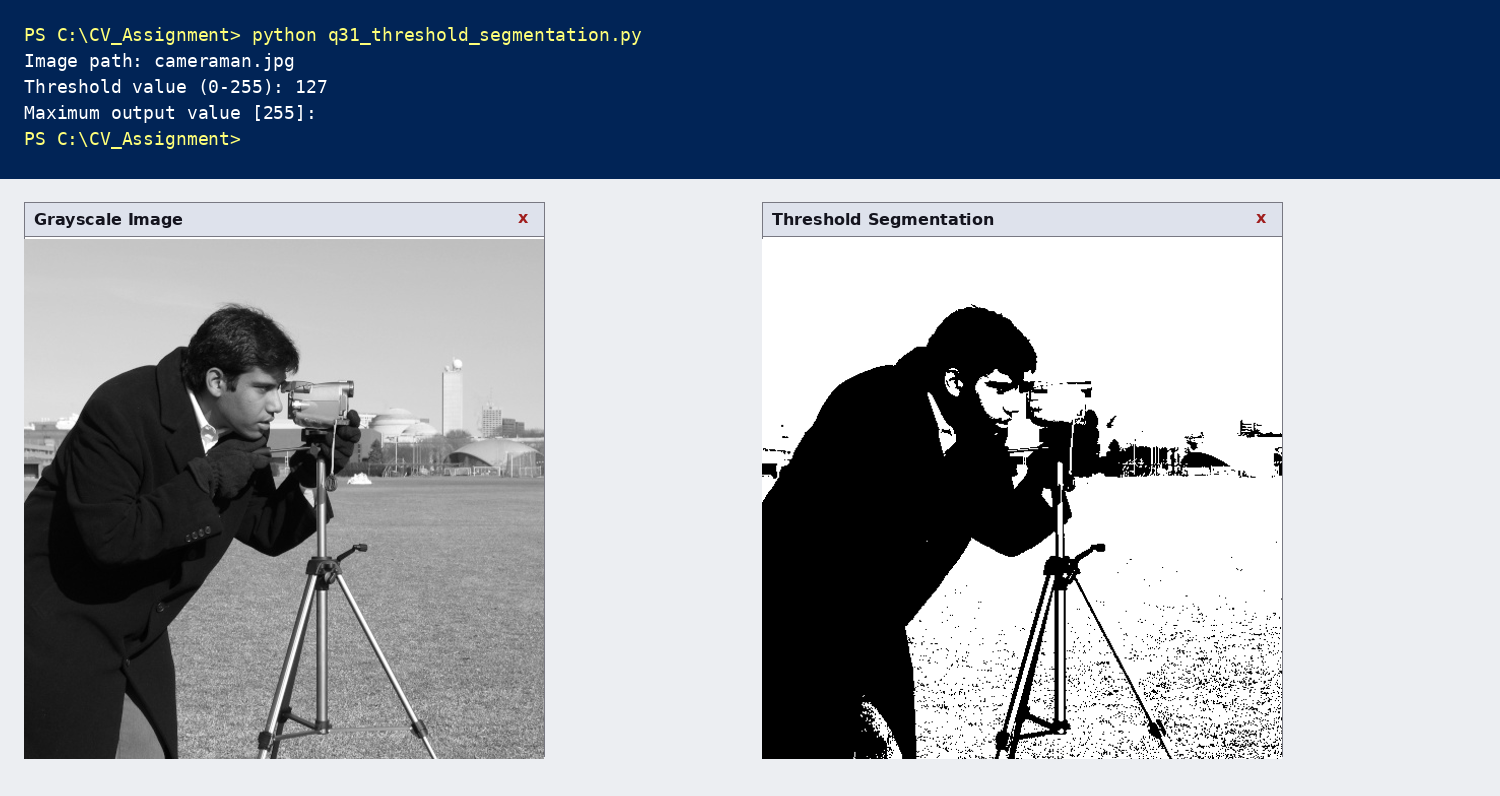 PS C:\CV_Assignment> python q31_threshold_segmentation.py
Image path: cameraman.jpg
Threshold value (0-255): 127
Maximum output value [255]:
PS C:\CV_Assignment>
Grayscale Image x
Threshold Segmentation x